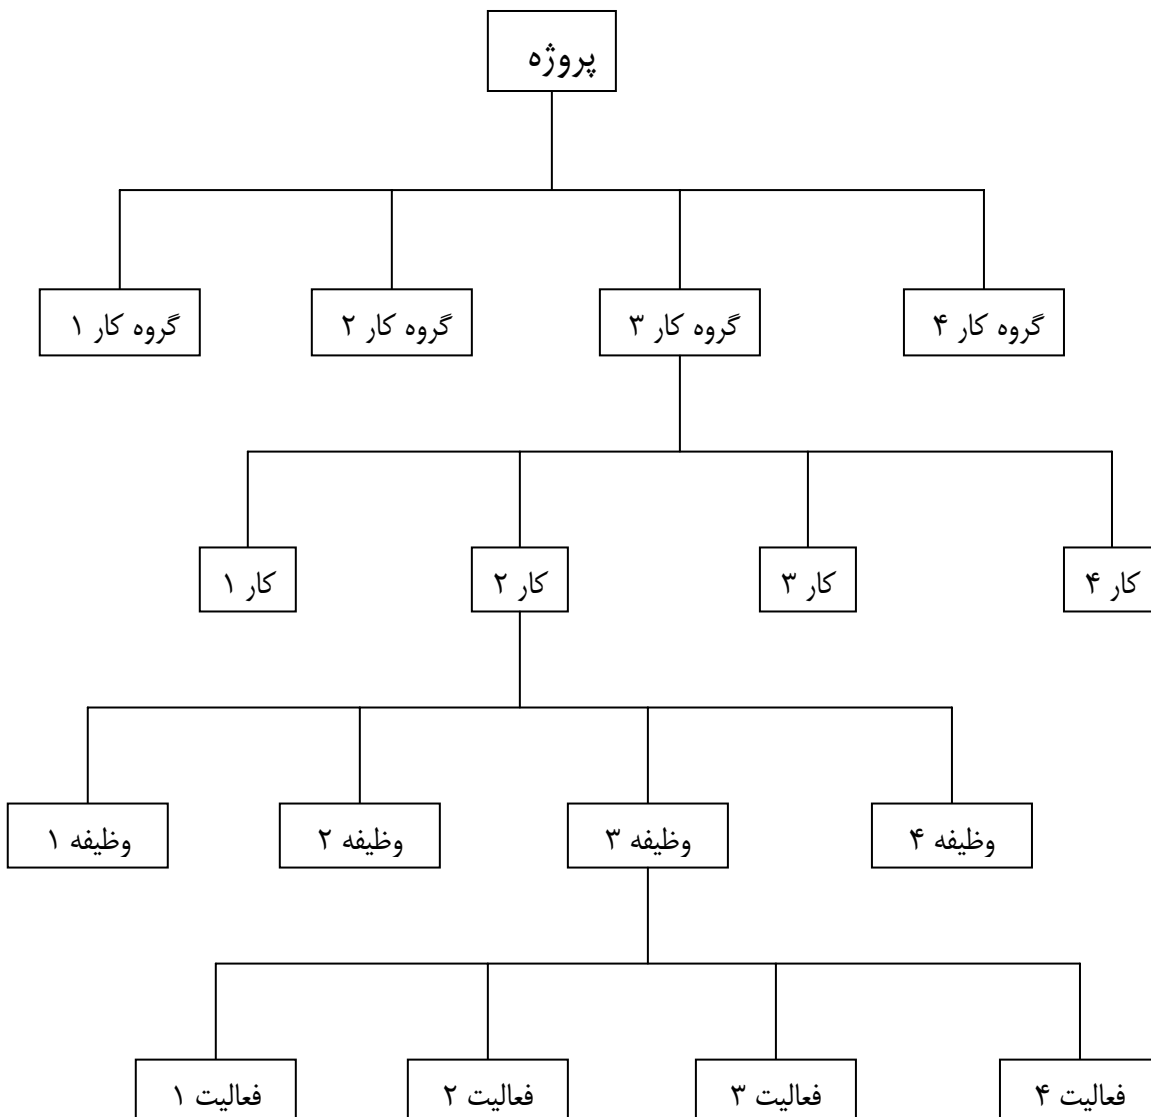 پروژه
گروه کار ۱
گروه کار ۲
گروه کار ۳
گروه کار ۴
کار ۱
کار ۲
کار ۳
کار ۴
وظیفه ۱
وظیفه ۲
وظیفه ۳
وظیفه ۴
فعالیت ۱
فعالیت ۲
فعالیت ۳
فعالیت ۴